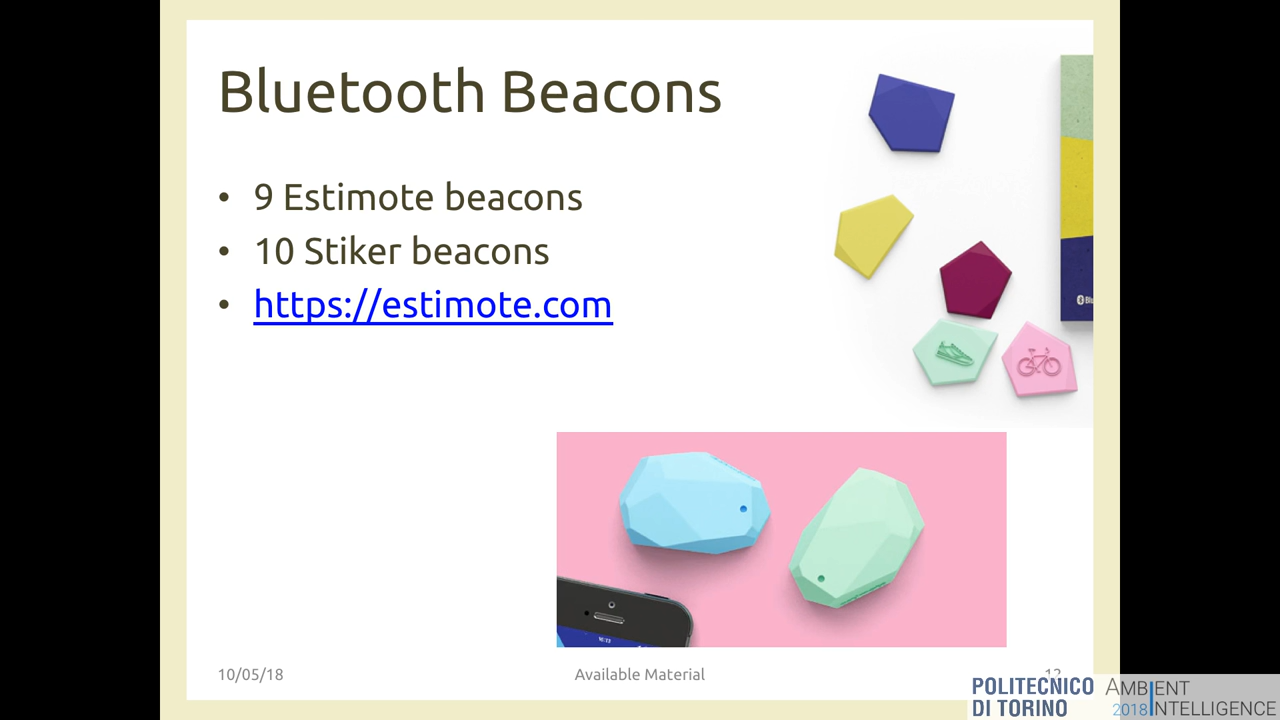 Bluetooth Beacons
• 9 Estimote beacons
• 10 Stiker beacons
• https://estimote.com
10/05/18
Available Material
12
POLITECNICO
DI TORINO
AMBIENT
2018 INTELLIGENCE